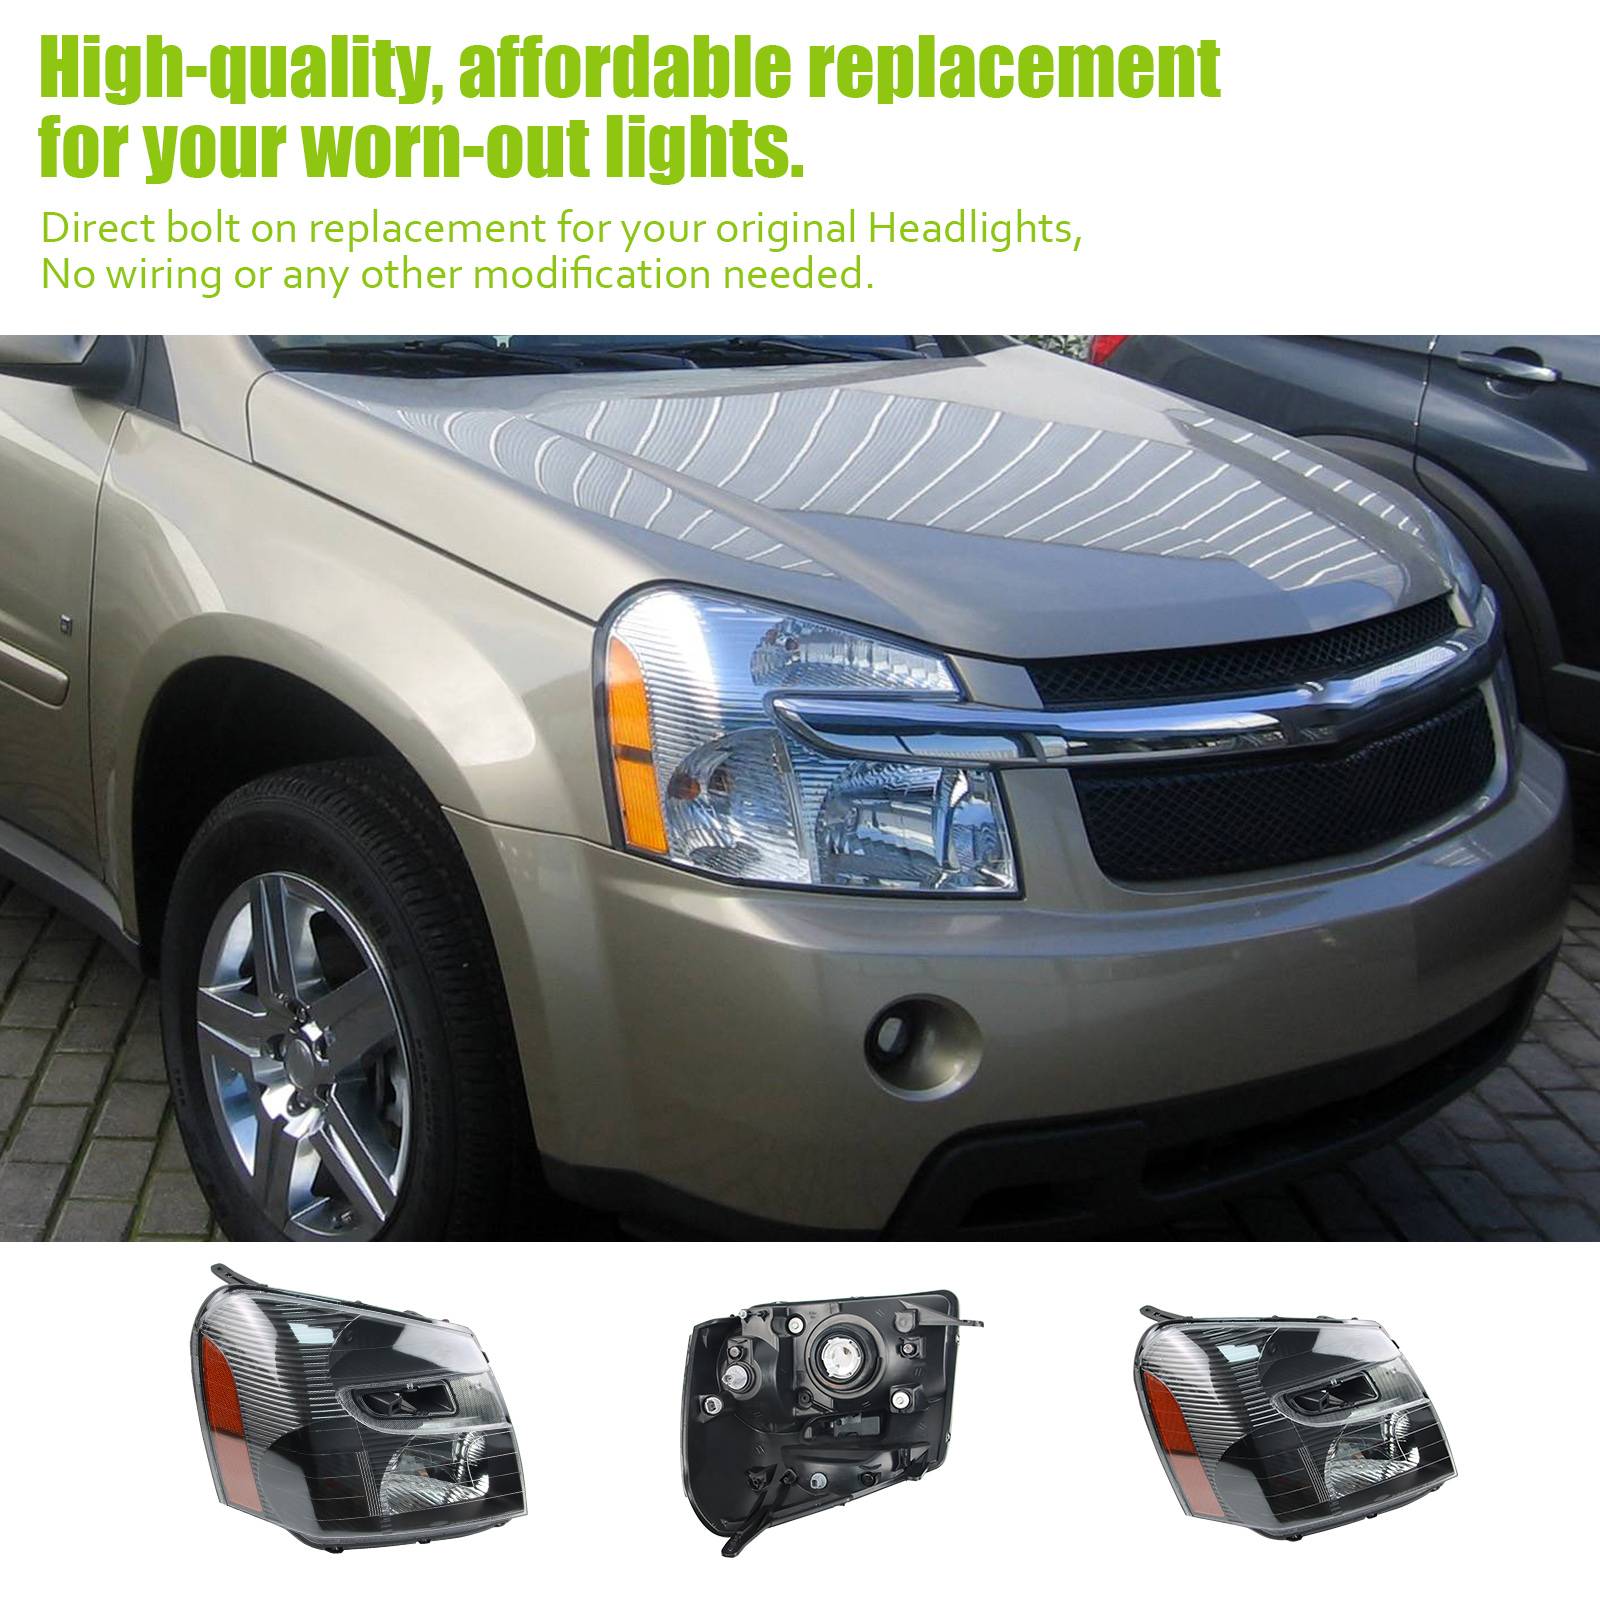 High-quality, affordable replacement
for your worn-out lights.
Direct bolt on replacement for your original Headlights,
No wiring or any other modification needed.